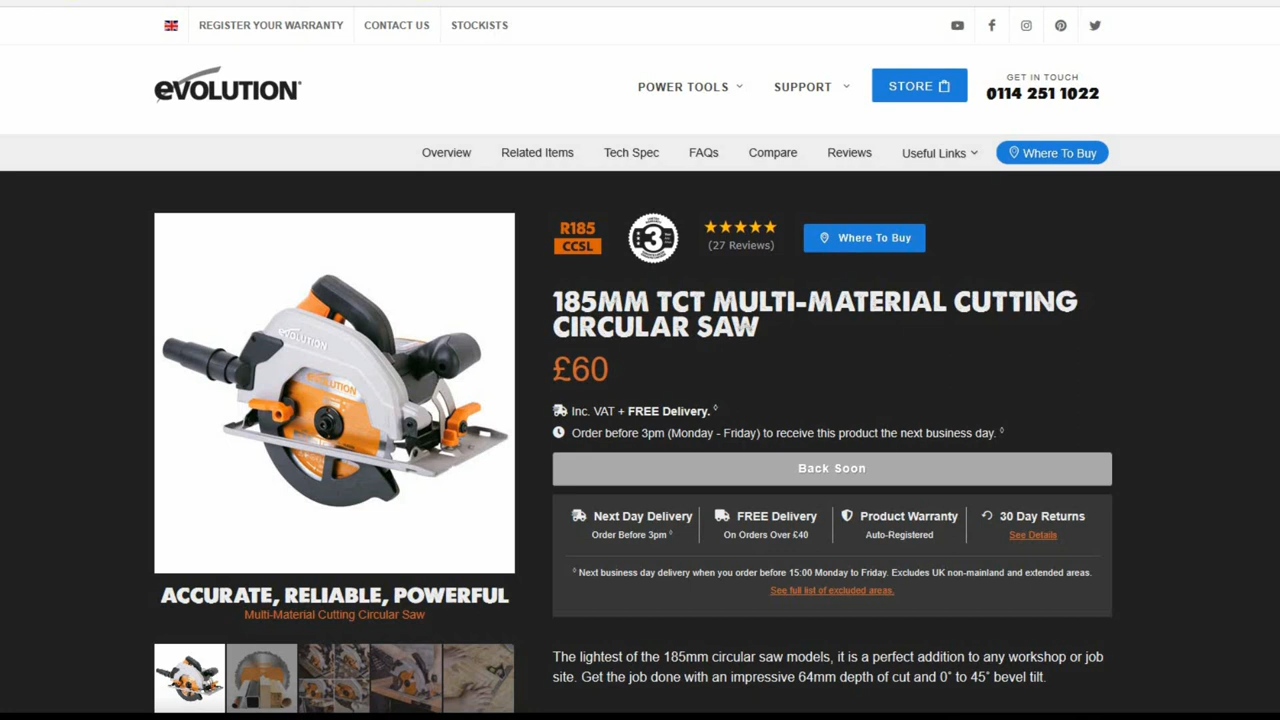 REGISTER YOUR WARRANTY
CONTACT US
STOCKISTS
eVOLUTION®
POWER TOOLS
SUPPORT
STORE
GET IN TOUCH
0114 251 1022
Overview
Related Items
Tech Spec
FAQs
Compare
Reviews
Useful Links
Where To Buy
R185
CCSL
3
(27 Reviews)
Where To Buy
185MM TCT MULTI-MATERIAL CUTTING
CIRCULAR SAW
£60
Inc. VAT + FREE Delivery. ◊
Order before 3pm (Monday - Friday) to receive this product the next business day. ◊
Back Soon
Next Day Delivery
Order Before 3pm ◊
FREE Delivery
On Orders Over £40
Product Warranty
Auto-Registered
30 Day Returns
See Details
◊ Next business day delivery when you order before 15:00 Monday to Friday. Excludes UK non-mainland and extended areas.
See full list of excluded areas.
eVOLUTION
EVOLUTION
ACCURATE, RELIABLE, POWERFUL
Multi-Material Cutting Circular Saw
The lightest of the 185mm circular saw models, it is a perfect addition to any workshop or job
site. Get the job done with an impressive 64mm depth of cut and 0˚ to 45˚ bevel tilt.